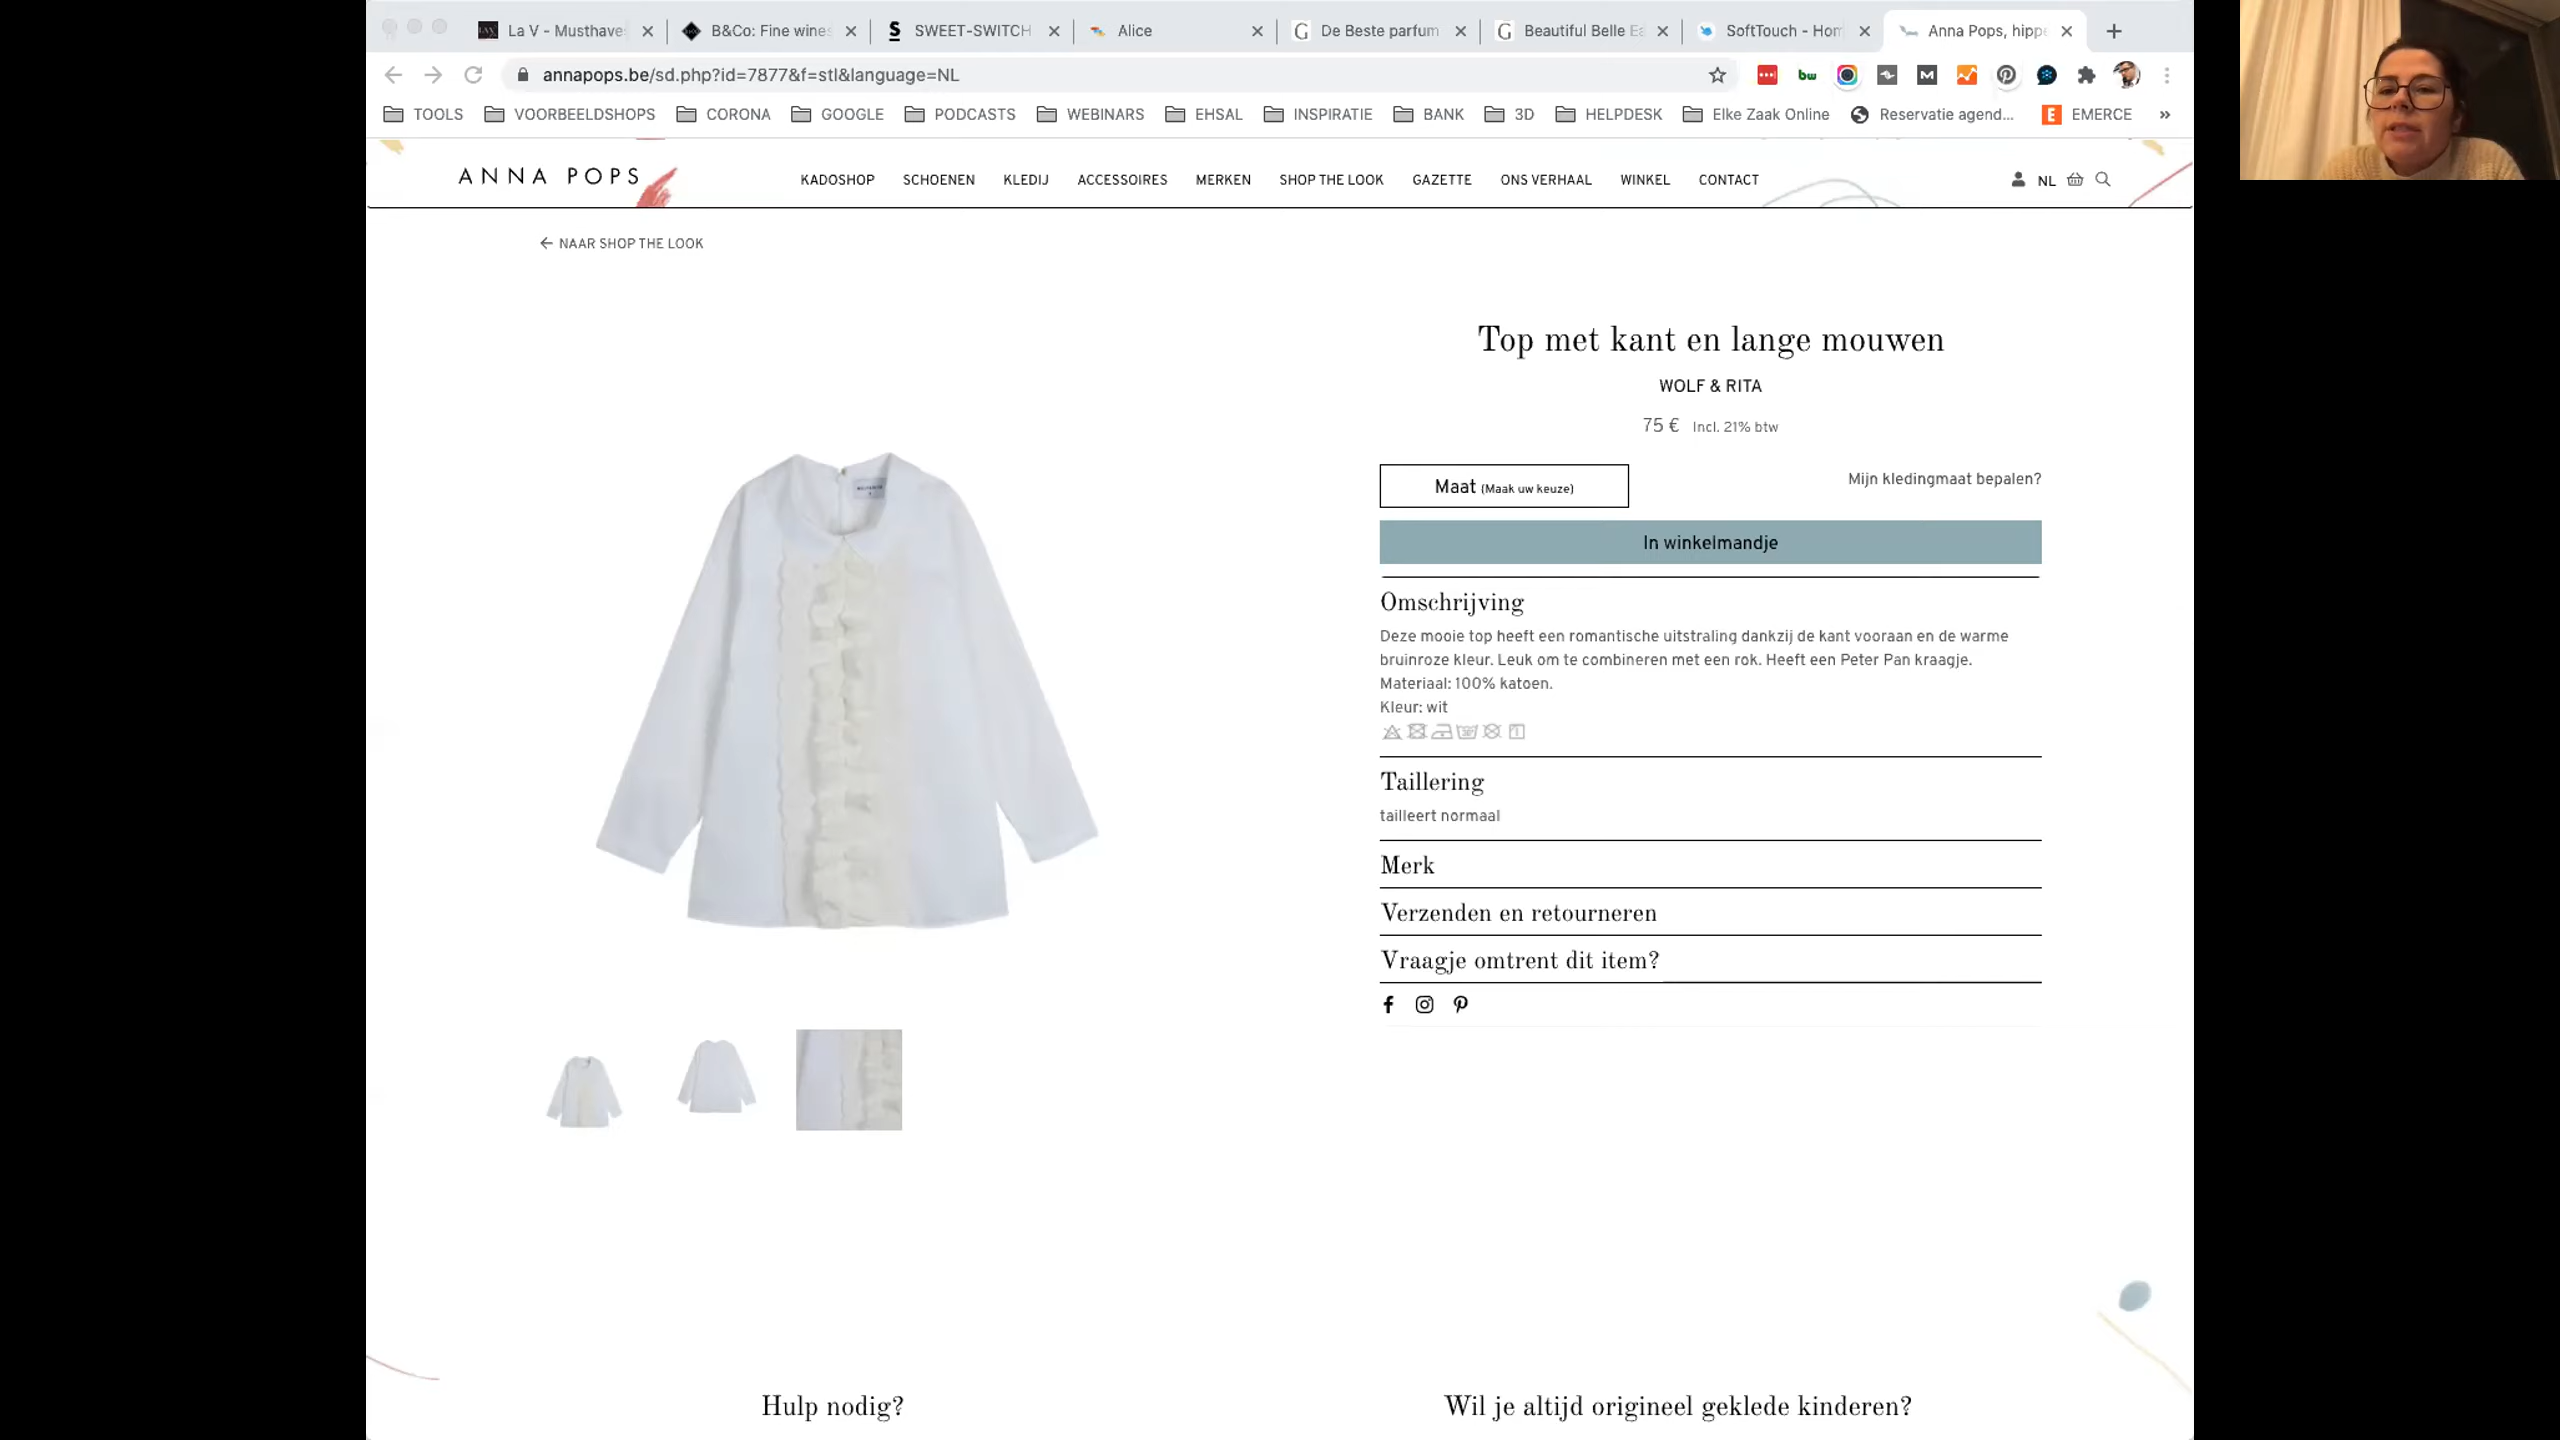 La V - Musthave
B&Co: Fine wines
SWEET-SWITCH
Alice
De Beste parfum
Beautiful Belle Ea
SoftTouch - Hom
Anna Pops, hippe
annapops.be/sd.php?id=7877&f=stl&language=NL
TOOLS
VOORBEELDSHOPS
CORONA
GOOGLE
PODCASTS
WEBINARS
EHSAL
INSPIRATIE
BANK
3D
HELPDESK
Elke Zaak Online
Reservatie agend...
EMERCE
ANNA POPS
KADOSHOP
SCHOENEN
KLEDIJ
ACCESSOIRES
MERKEN
SHOP THE LOOK
GAZETTE
ONS VERHAAL
WINKEL
CONTACT
NL
NAAR SHOP THE LOOK
Top met kant en lange mouwen
WOLF & RITA
75 € Incl. 21% btw
Maat (Maak uw keuze)
Mijn kledingmaat bepalen?
In winkelmandje
Omschrijving
Deze mooie top heeft een romantische uitstraling dankzij de kant vooraan en de warme
bruinroze kleur. Leuk om te combineren met een rok. Heeft een Peter Pan kraagje.
Materiaal: 100% katoen.
Kleur: wit
Taillering
tailleert normaal
Merk
Verzenden en retourneren
Vraagje omtrent dit item?
Hulp nodig?
Wil je altijd origineel geklede kinderen?